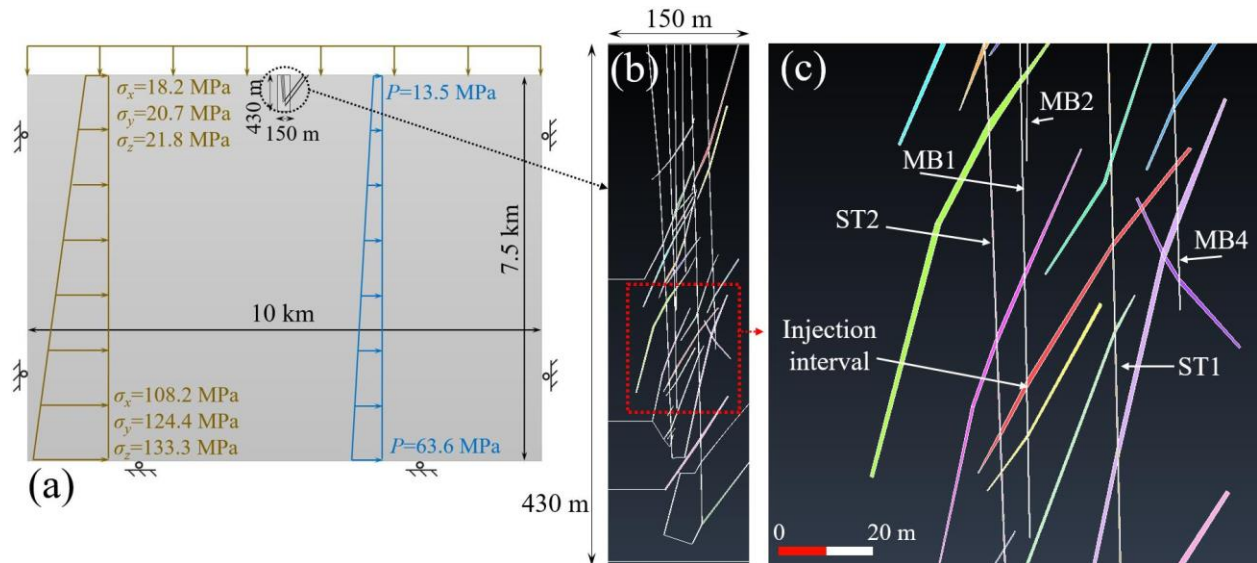 σx=18.2 MPa
σy=20.7 MPa
σz=21.8 MPa
430 m
150 m
P=13.5 MPa
7.5 km
10 km
σx=108.2 MPa
σy=124.4 MPa
σz=133.3 MPa
P=63.6 MPa
(a)
150 m
(b)
430 m
(c)
MB2
MB1
ST2
MB4
Injection
interval
ST1
0
20 m